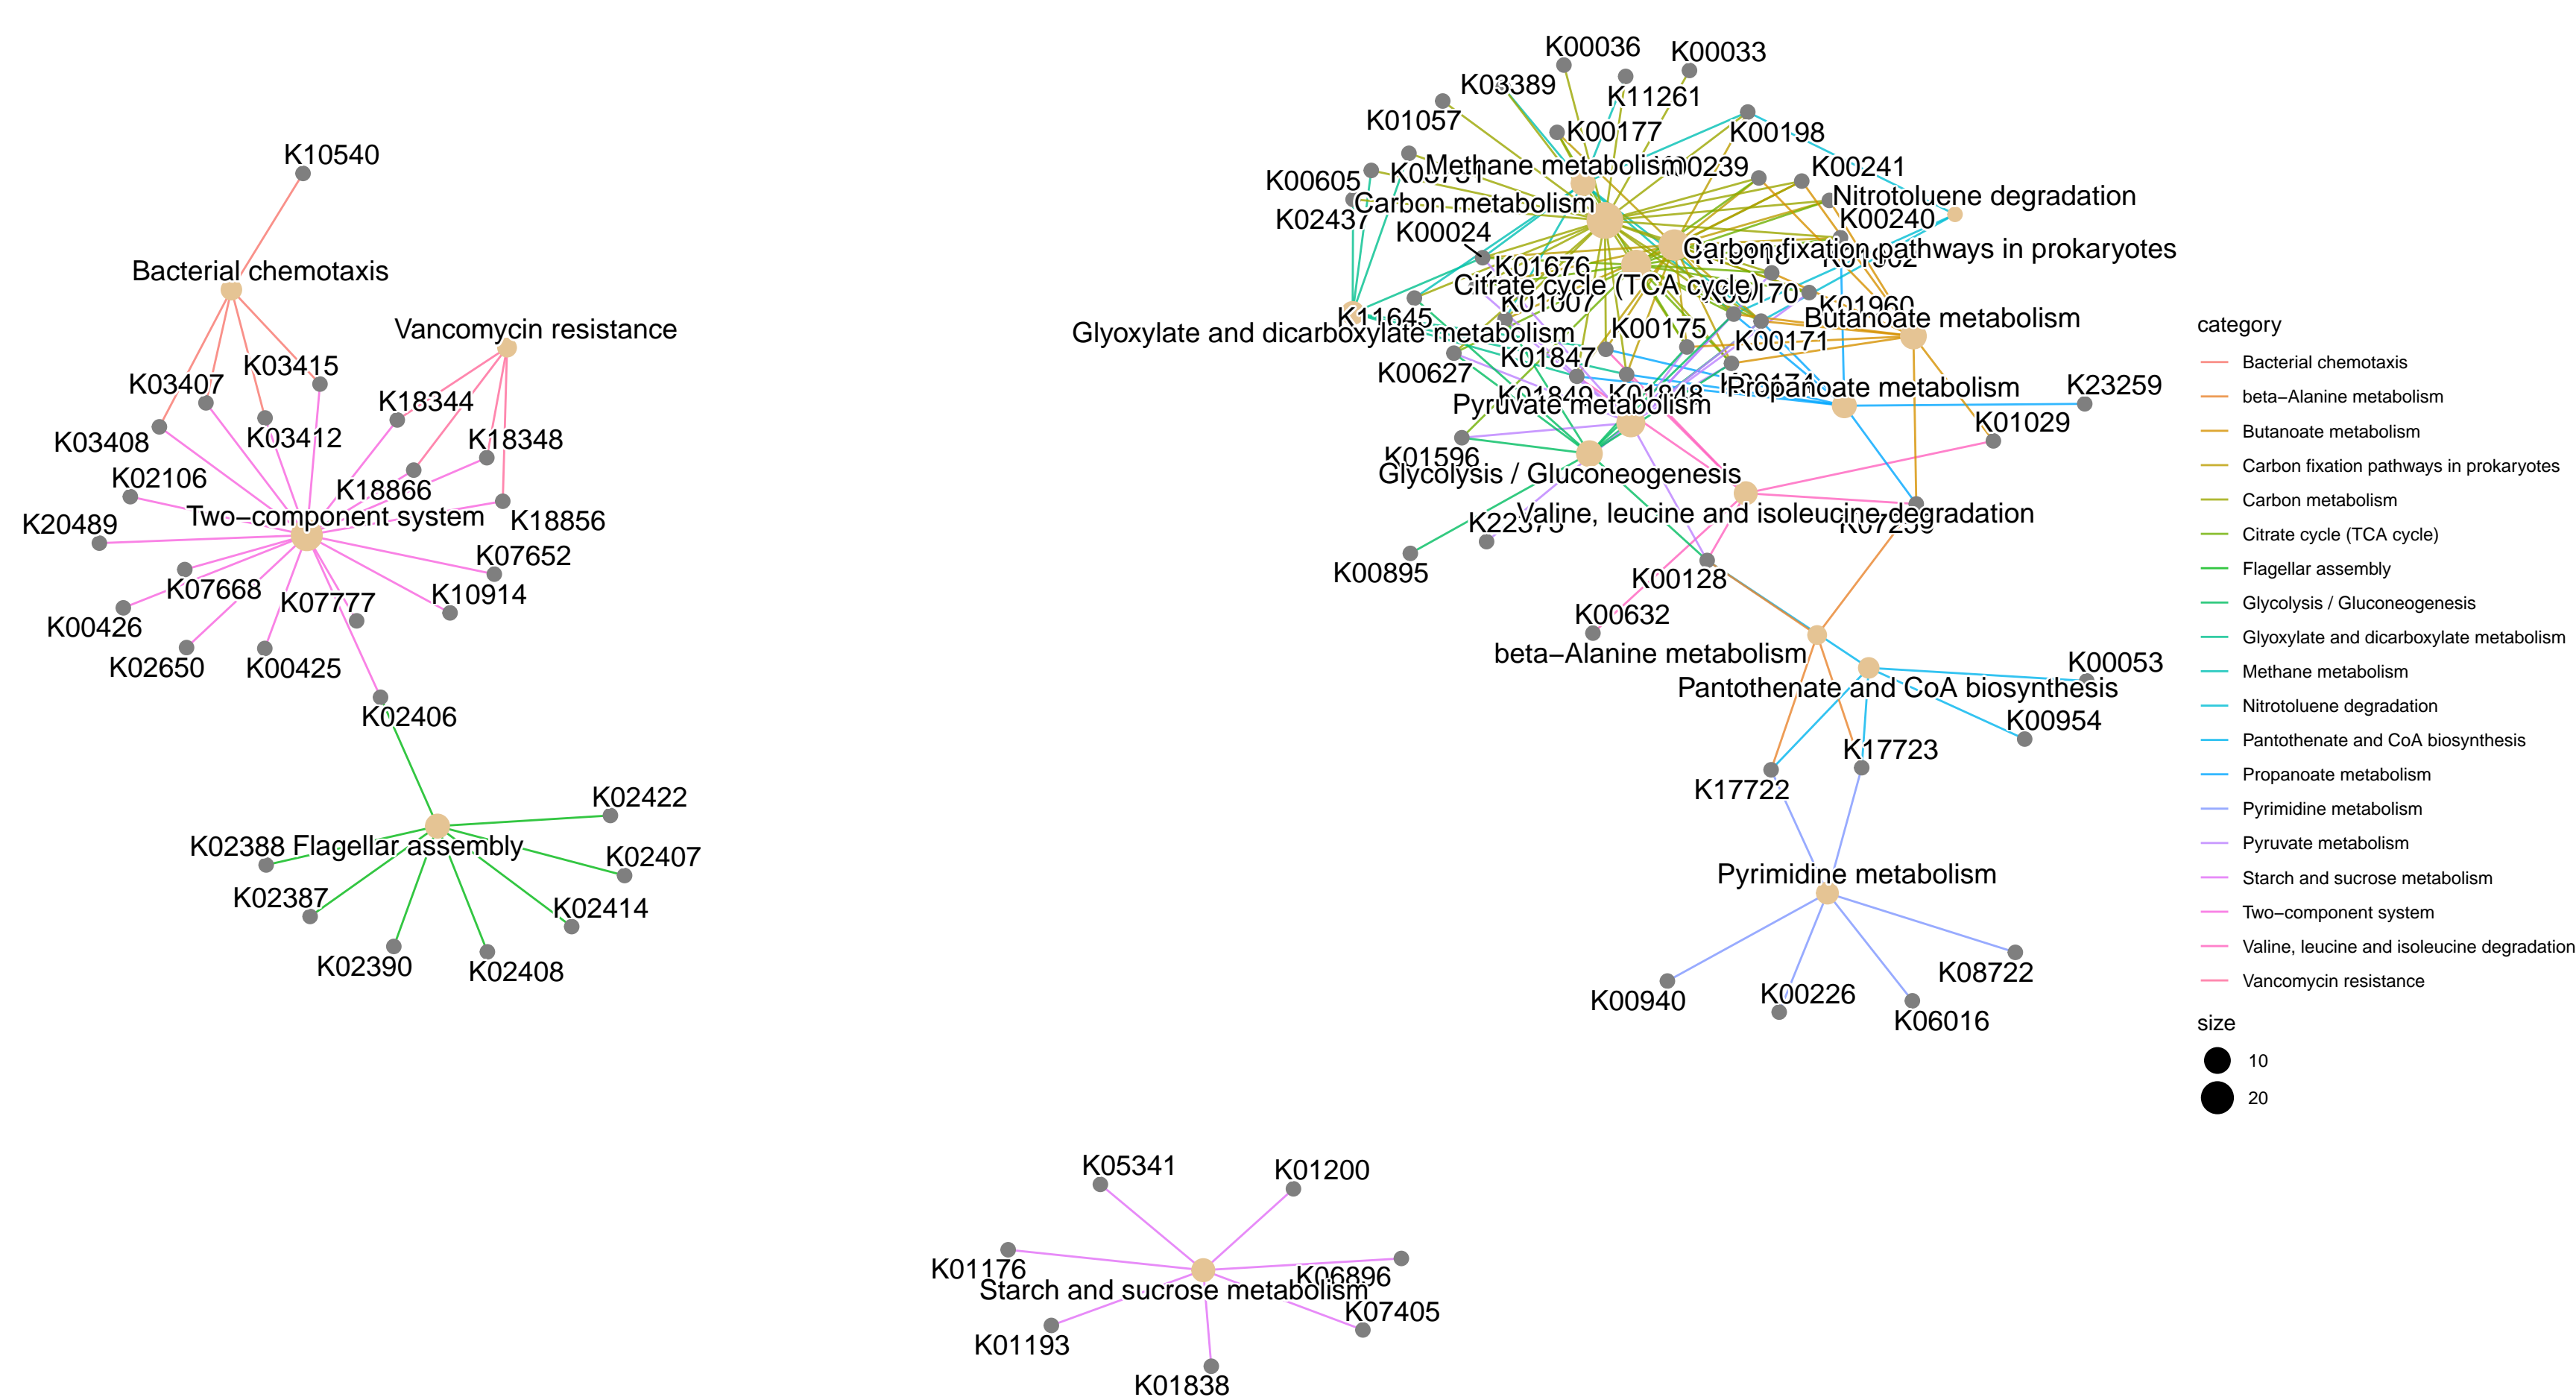 K00036
K00033
K03389
K11261
K01057
K00177
K00198
K10540
Methane metabolism
K00239
K00241
K00605
Nitrotoluene degradation
Carbon metabolism
K02437
K00240
K00024
Carbon fixation pathways in prokaryotes
Bacterial chemotaxis
K01676
Citrate cycle (TCA cycle)
K01960
K11645
Butanoate metabolism
Vancomycin resistance
Glyoxylate and dicarboxylate metabolism
K00175
K00171
K01847
K03415
K00627
K03407
Propanoate metabolism
K23259
K18344
Pyruvate metabolism
K01029
K03412
K03408
K18348
K01596
Glycolysis / Gluconeogenesis
K02106
K18866
Two−component system
K18856
K20489
Valine, leucine and isoleucine degradation
K07652
K00895
K00128
K07668
K07777
K10914
K00632
K00426
K02650
K00425
beta−Alanine metabolism
K00053
Pantothenate and CoA biosynthesis
K02406
K00954
K17723
K17722
K02422
K02388
Flagellar assembly
K02407
Pyrimidine metabolism
K02387
K02414
K02390
K02408
K08722
K00940
K00226
K06016
K05341
K01200
K01176
K06896
Starch and sucrose metabolism
K07405
K01193
K01838
category
Bacterial chemotaxis
beta−Alanine metabolism
Butanoate metabolism
Carbon fixation pathways in prokaryotes
Carbon metabolism
Citrate cycle (TCA cycle)
Flagellar assembly
Glycolysis / Gluconeogenesis
Glyoxylate and dicarboxylate metabolism
Methane metabolism
Nitrotoluene degradation
Pantothenate and CoA biosynthesis
Propanoate metabolism
Pyrimidine metabolism
Pyruvate metabolism
Starch and sucrose metabolism
Two−component system
Valine, leucine and isoleucine degradation
Vancomycin resistance
size
10
20